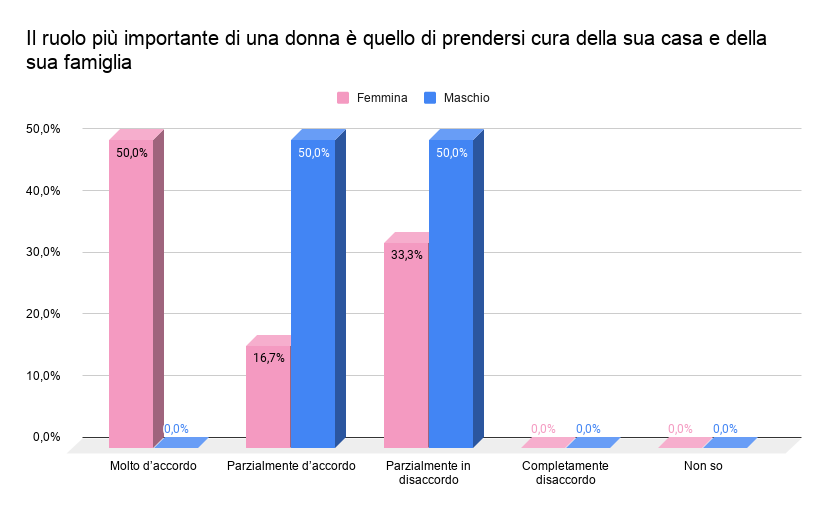 Il ruolo più importante di una donna è quello di prendersi cura della sua casa e della
sua famiglia
Femmina Maschio
50,0%
40,0%
30,0%
20,0%
10,0%
0,0%
50,0%
0,0%
16,7%
50,0%
33,3%
50,0%
0,0%
0,0%
0,0%
0,0%
Molto d’accordo
Parzialmente d’accordo
Parzialmente in
disaccordo
Completamente
disaccordo
Non so